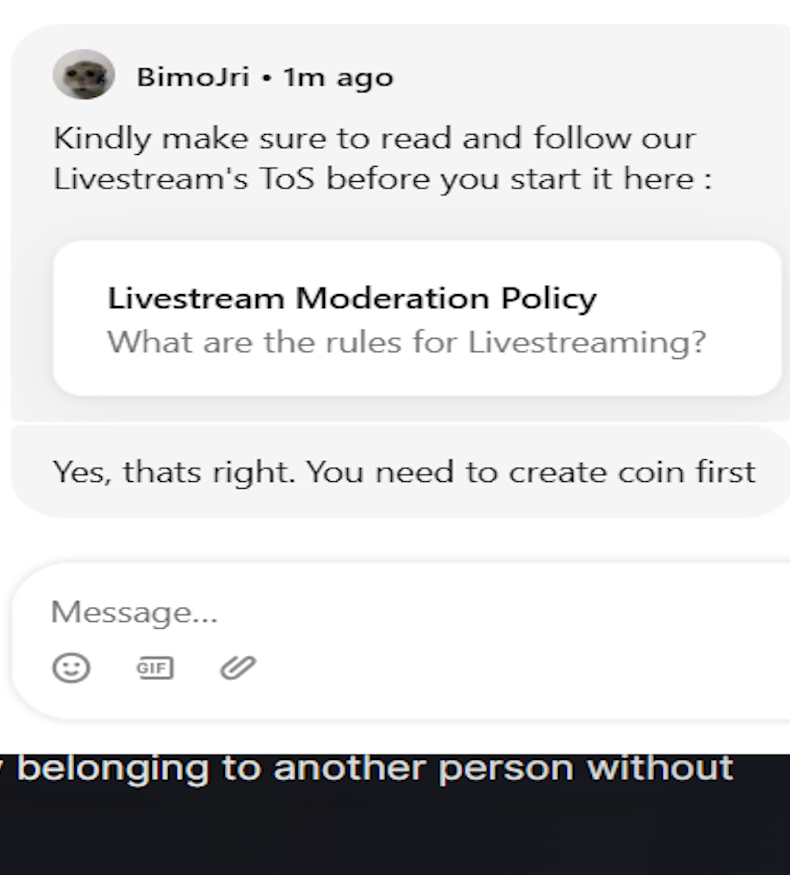 BimoJri • 1m ago
Kindly make sure to read and follow our
Livestream's ToS before you start it here :
Livestream Moderation Policy
What are the rules for Livestreaming?
Yes, thats right. You need to create coin first
Message...
GIF
belonging to another person without